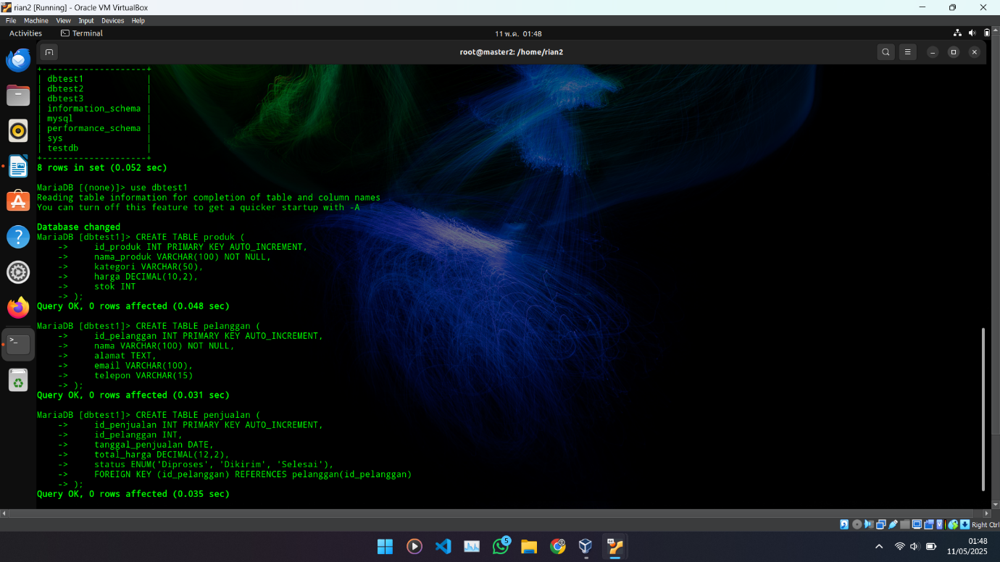 rian2 [Running] - Oracle VM VirtualBox
File Machine View Input Devices Help
Activities Terminal 11 พ.ค. 01:48
root@master2: /home/rian2
+--------------------+
| dbtest1            |
| dbtest2            |
| dbtest3            |
| information_schema |
| mysql              |
| performance_schema |
| sys                |
| testdb             |
+--------------------+
8 rows in set (0.052 sec)
MariaDB [(none)]> use dbtest1
Reading table information for completion of table and column names
You can turn off this feature to get a quicker startup with -A
Database changed
MariaDB [dbtest1]> CREATE TABLE produk (
    ->     id_produk INT PRIMARY KEY AUTO_INCREMENT,
    ->     nama_produk VARCHAR(100) NOT NULL,
    ->     kategori VARCHAR(50),
    ->     harga DECIMAL(10,2),
    ->     stok INT
    -> );
Query OK, 0 rows affected (0.048 sec)
MariaDB [dbtest1]> CREATE TABLE pelanggan (
    ->     id_pelanggan INT PRIMARY KEY AUTO_INCREMENT,
    ->     nama VARCHAR(100) NOT NULL,
    ->     alamat TEXT,
    ->     email VARCHAR(100),
    ->     telepon VARCHAR(15)
    -> );
Query OK, 0 rows affected (0.031 sec)
MariaDB [dbtest1]> CREATE TABLE penjualan (
    ->     id_penjualan INT PRIMARY KEY AUTO_INCREMENT,
    ->     id_pelanggan INT,
    ->     tanggal_penjualan DATE,
    ->     total_harga DECIMAL(12,2),
    ->     status ENUM('Diproses', 'Dikirim', 'Selesai'),
    ->     FOREIGN KEY (id_pelanggan) REFERENCES pelanggan(id_pelanggan)
    -> );
Query OK, 0 rows affected (0.035 sec)
Right Ctrl
5
01:48
11/05/2025